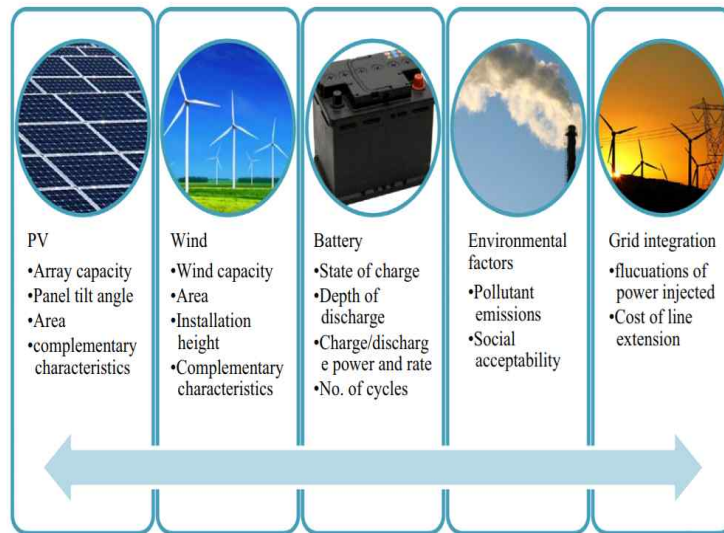 PV
•Array capacity
•Panel tilt angle
•Area
•complementary
characteristics
Wind
•Wind capacity
•Area
•Installation
height
•Complementary
characteristics
Battery
•State of charge
•Depth of
discharge
•Charge/discharg
e power and rate
•No. of cycles
Environmental
factors
•Pollutant
emissions
•Social
acceptability
Grid integration
•flucuations of
power injected
•Cost of line
extension